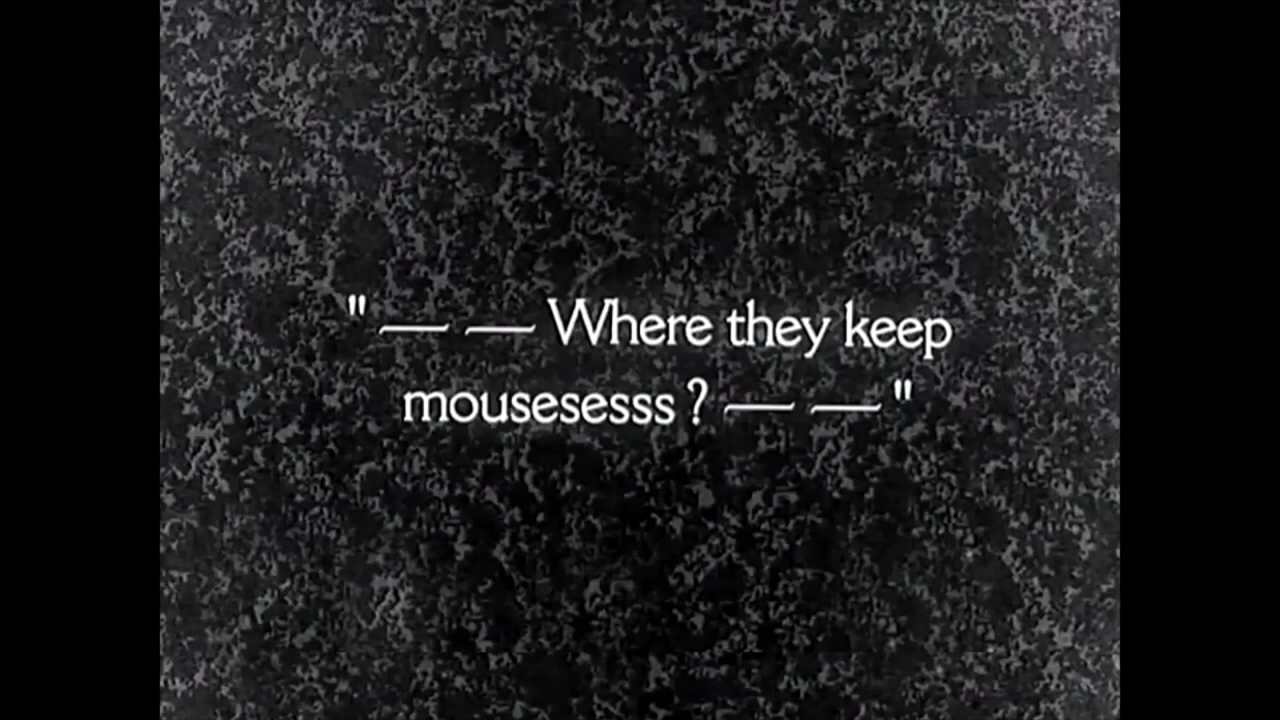 "— — Where they keep
mousesesss? — —"